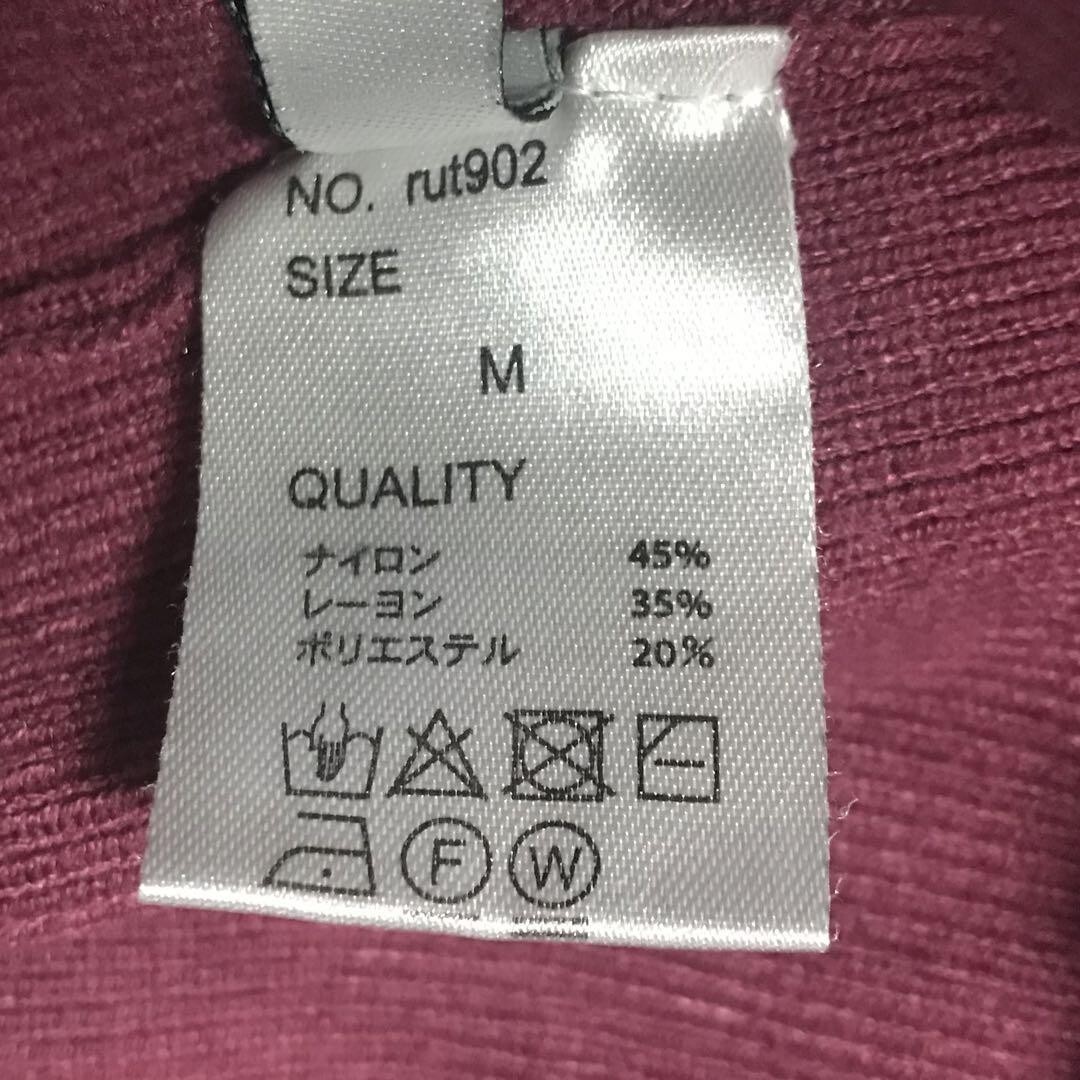 NO. rut902
SIZE
M
QUALITY
ナイロン 45%
レーヨン 35%
ポリエステル 20%
F W